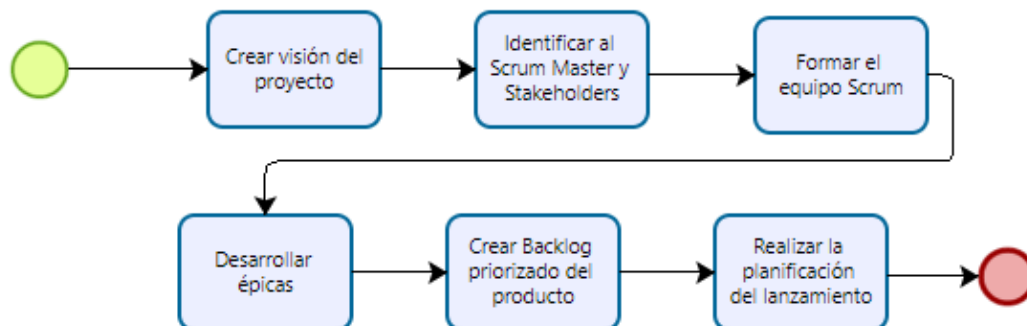 Crear visión del
proyecto
Identificar al
Scrum Master y
Stakeholders
Formar el
equipo Scrum
Desarrollar
épicas
Crear Backlog
priorizado del
producto
Realizar la
planificación
del lanzamiento